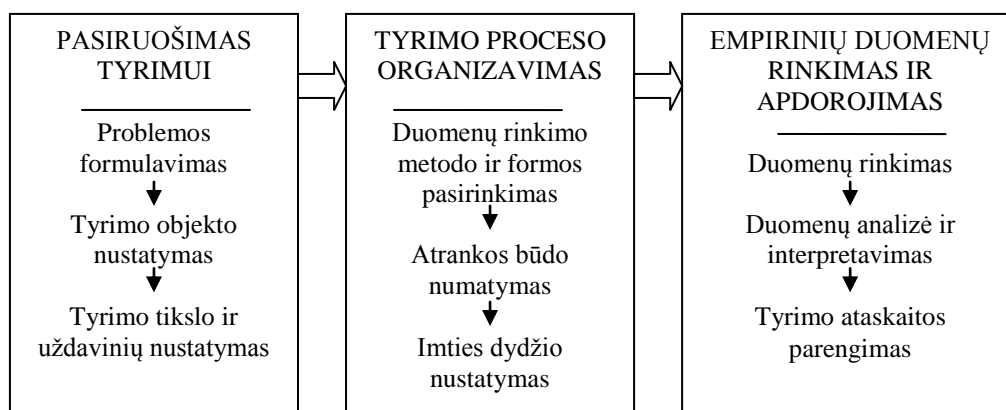 PASIRUOŠIMAS
TYRIMUI
Problemos
formulavimas
Tyrimo objekto
nustatymas
Tyrimo tikslo ir
uždavinių nustatymas
TYRIMO PROCESO
ORGANIZAVIMAS
Duomenų rinkimo
metodo ir formos
pasirinkimas
Atrankos būdo
numatymas
Imties dydžio
nustatymas
EMPIRINIŲ DUOMENŲ
RINKIMAS IR
APDOROJIMAS
Duomenų rinkimas
Duomenų analizė ir
interpretavimas
Tyrimo ataskaitos
parengimas